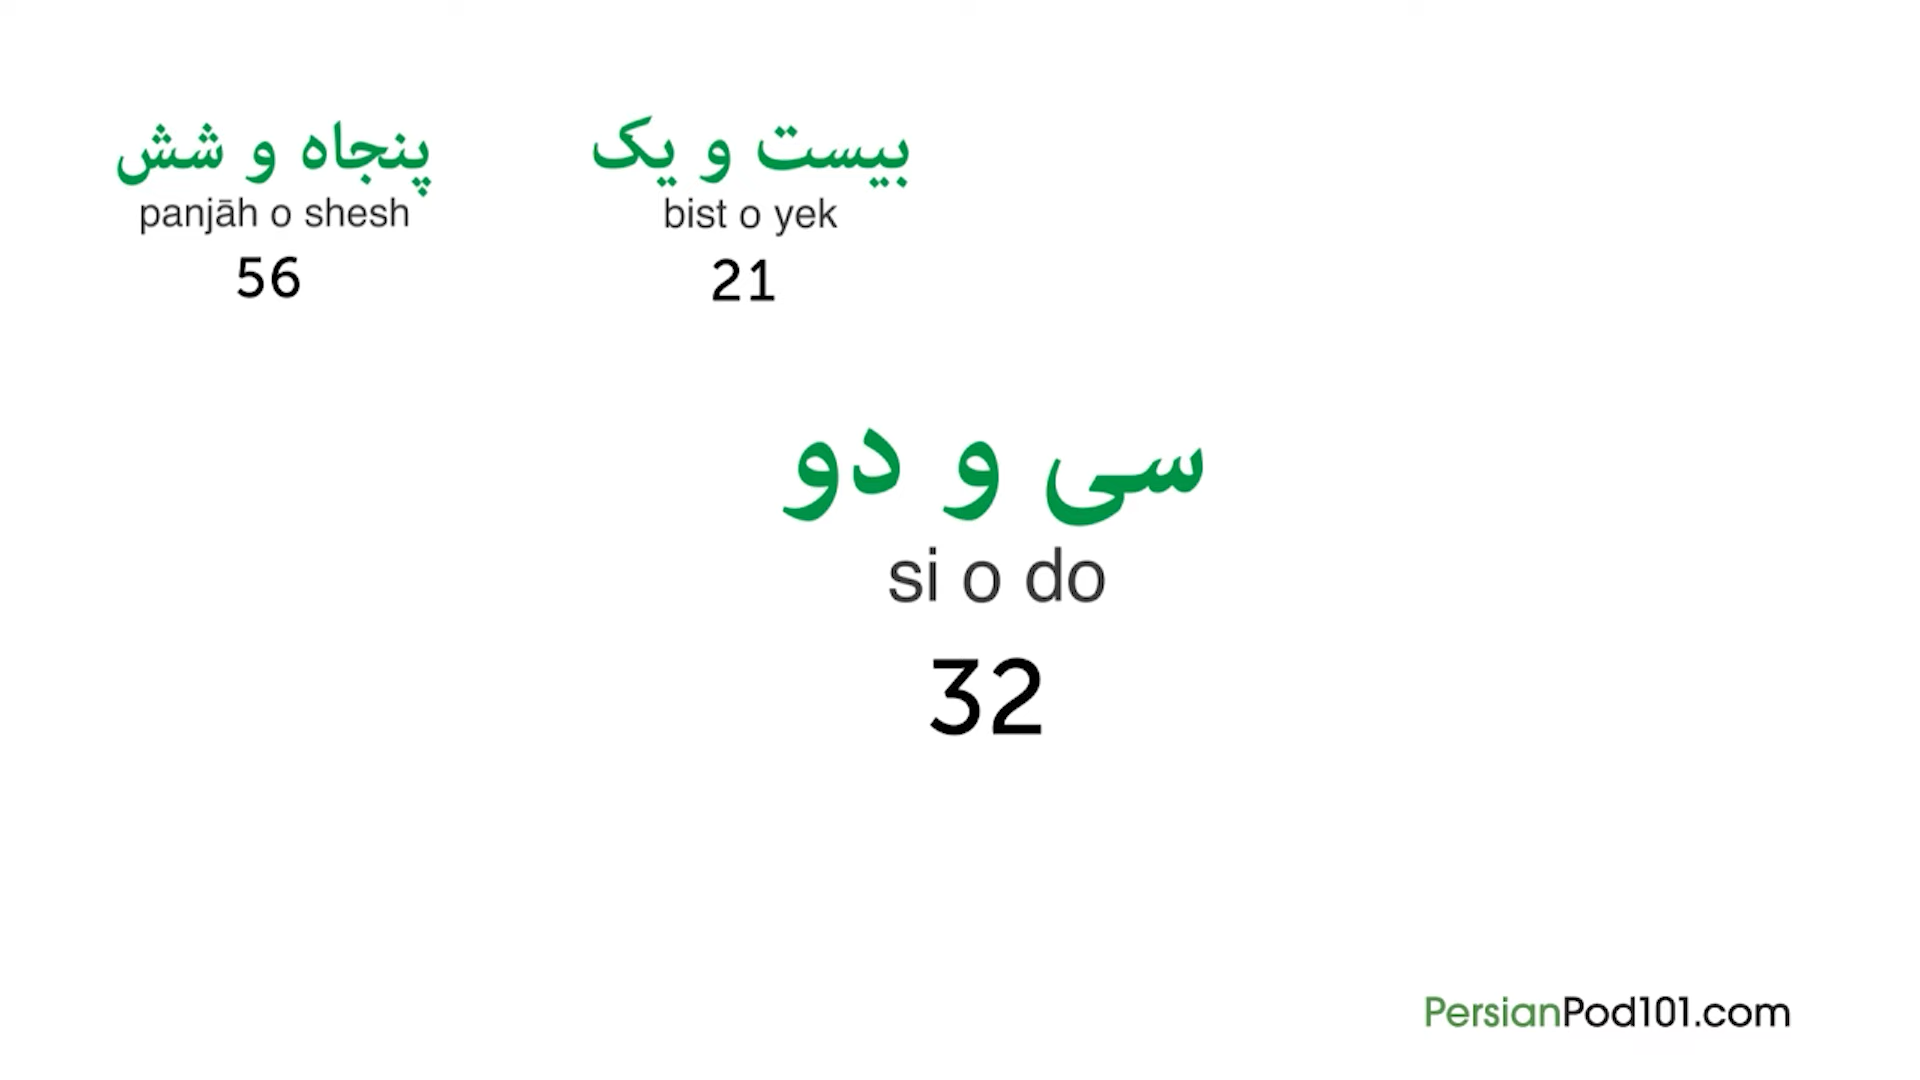 پنجاه و شش
panjāh o shesh
56
بیست و یک
bist o yek
21
سی و دو
si o do
32
PersianPod101.com